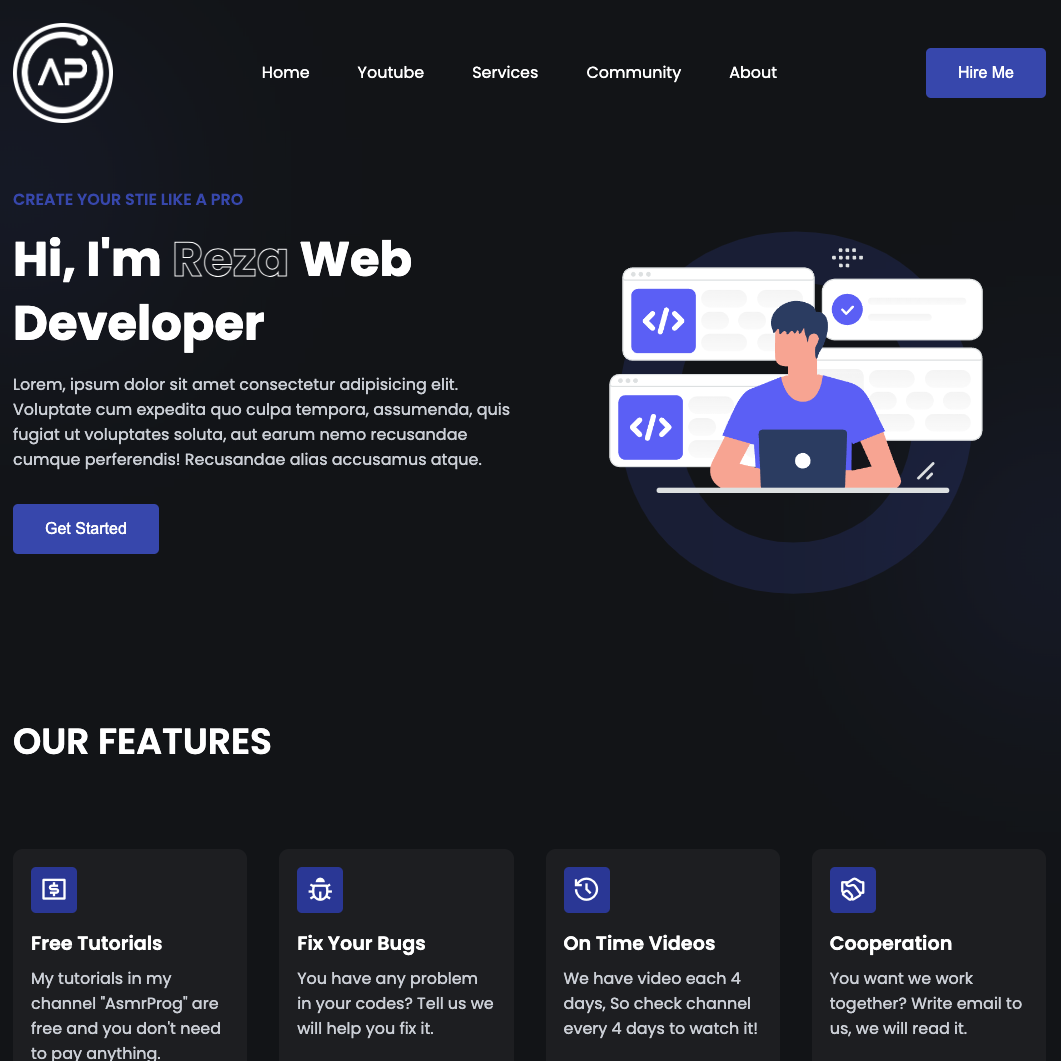 AP
Home Youtube Services Community About Hire Me
CREATE YOUR STIE LIKE A PRO
Hi, I'm Reza Web
Developer
Lorem, ipsum dolor sit amet consectetur adipisicing elit.
Voluptate cum expedita quo culpa tempora, assumenda, quis
fugiat ut voluptates soluta, aut earum nemo recusandae
cumque perferendis! Recusandae alias accusamus atque.
Get Started
</>
</>
OUR FEATURES
Free Tutorials
My tutorials in my
channel "AsmrProg" are
free and you don't need
to pay anything.
Fix Your Bugs
You have any problem
in your codes? Tell us we
will help you fix it.
On Time Videos
We have video each 4
days, So check channel
every 4 days to watch it!
Cooperation
You want we work
together? Write email to
us, we will read it.